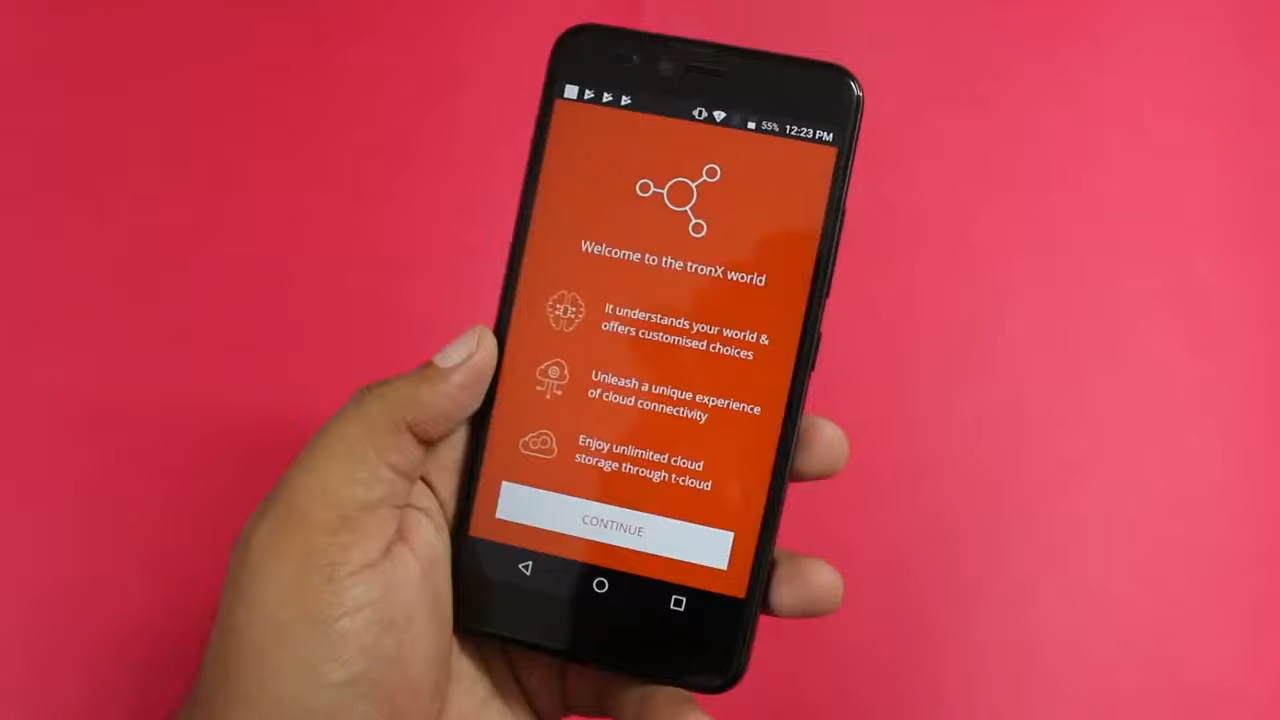 55% 12:23 PM
Welcome to the tronX world
It understands your world &
offers customised choices
Unleash a unique experience
of cloud connectivity
Enjoy unlimited cloud
storage through t•cloud
CONTINUE